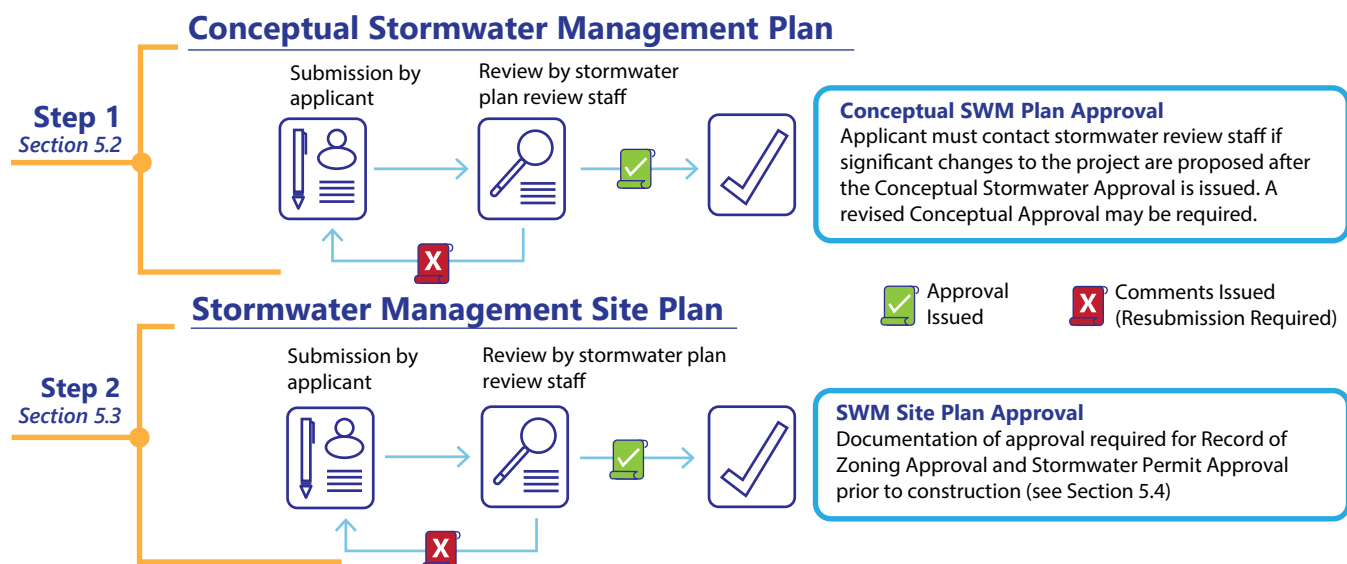 Conceptual Stormwater Management Plan
Step 1
Section 5.2
Submission by
applicant
Review by stormwater
plan review staff
X
Conceptual SWM Plan Approval
Applicant must contact stormwater review staff if
significant changes to the project are proposed after
the Conceptual Stormwater Approval is issued. A
revised Conceptual Approval may be required.
Approval
Issued
X
Comments Issued
(Resubmission Required)
Stormwater Management Site Plan
Step 2
Section 5.3
Submission by
applicant
Review by stormwater plan
review staff
X
SWM Site Plan Approval
Documentation of approval required for Record of
Zoning Approval and Stormwater Permit Approval
prior to construction (see Section 5.4)